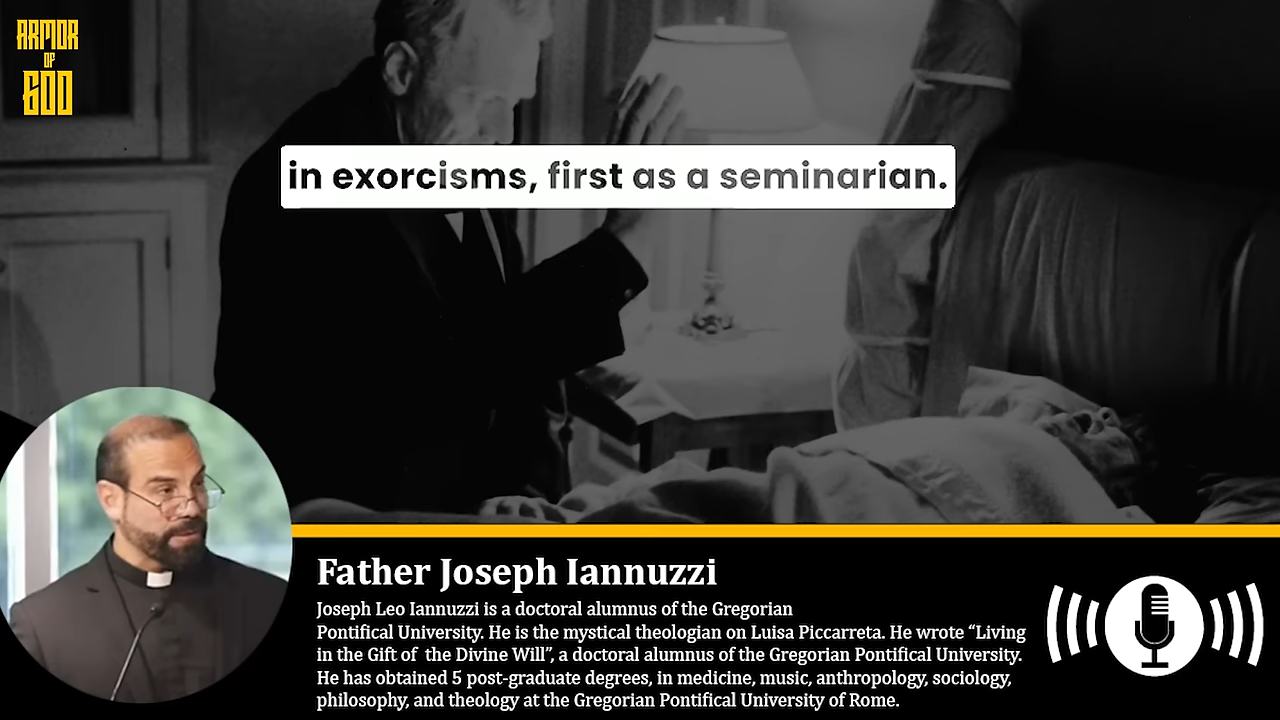 ARMOR
OF
GOD
in exorcisms, first as a seminarian.
Father Joseph Iannuzzi
Joseph Leo Iannuzzi is a doctoral alumnus of the Gregorian
Pontifical University. He is the mystical theologian on Luisa Piccarreta. He wrote “Living
in the Gift of the Divine Will”, a doctoral alumnus of the Gregorian Pontifical University.
He has obtained 5 post-graduate degrees, in medicine, music, anthropology, sociology,
philosophy, and theology at the Gregorian Pontifical University of Rome.